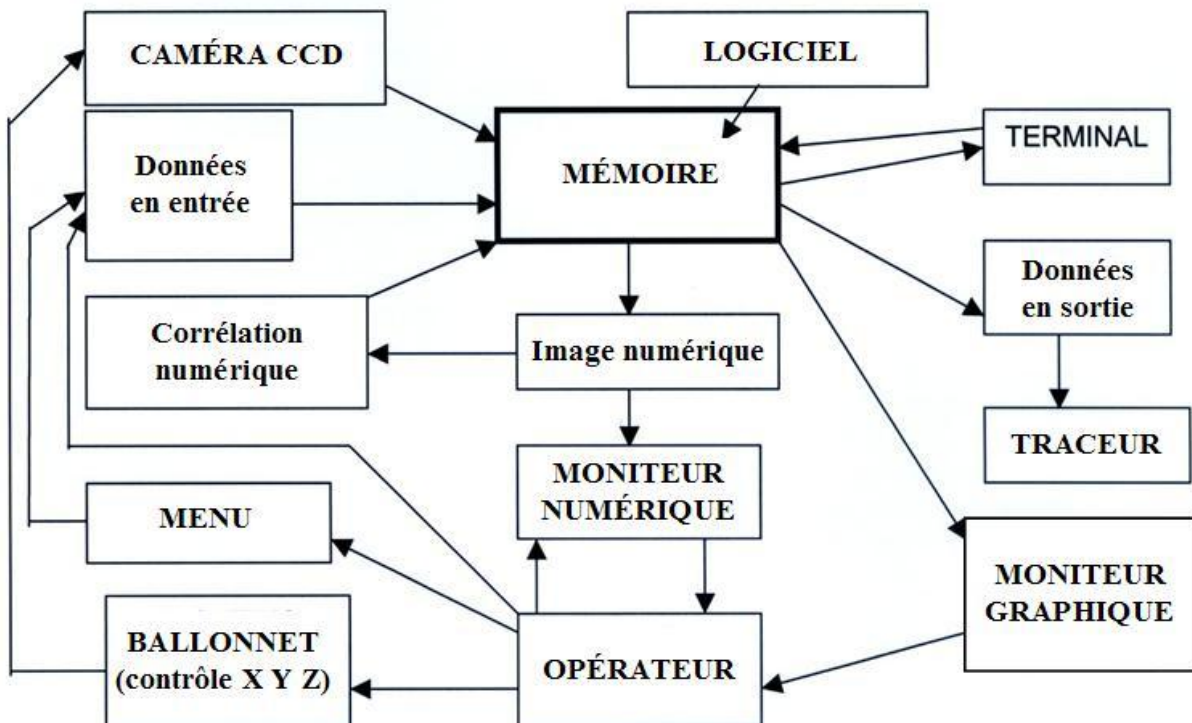 CAMÉRA CCD
LOGICIEL
Données
en entrée
MÉMOIRE
TERMINAL
Données
en sortie
Corrélation
numérique
Image numérique
TRACEUR
MONITEUR
NUMÉRIQUE
MENU
MONITEUR
GRAPHIQUE
BALLONNET
(contrôle X Y Z)
OPÉRATEUR